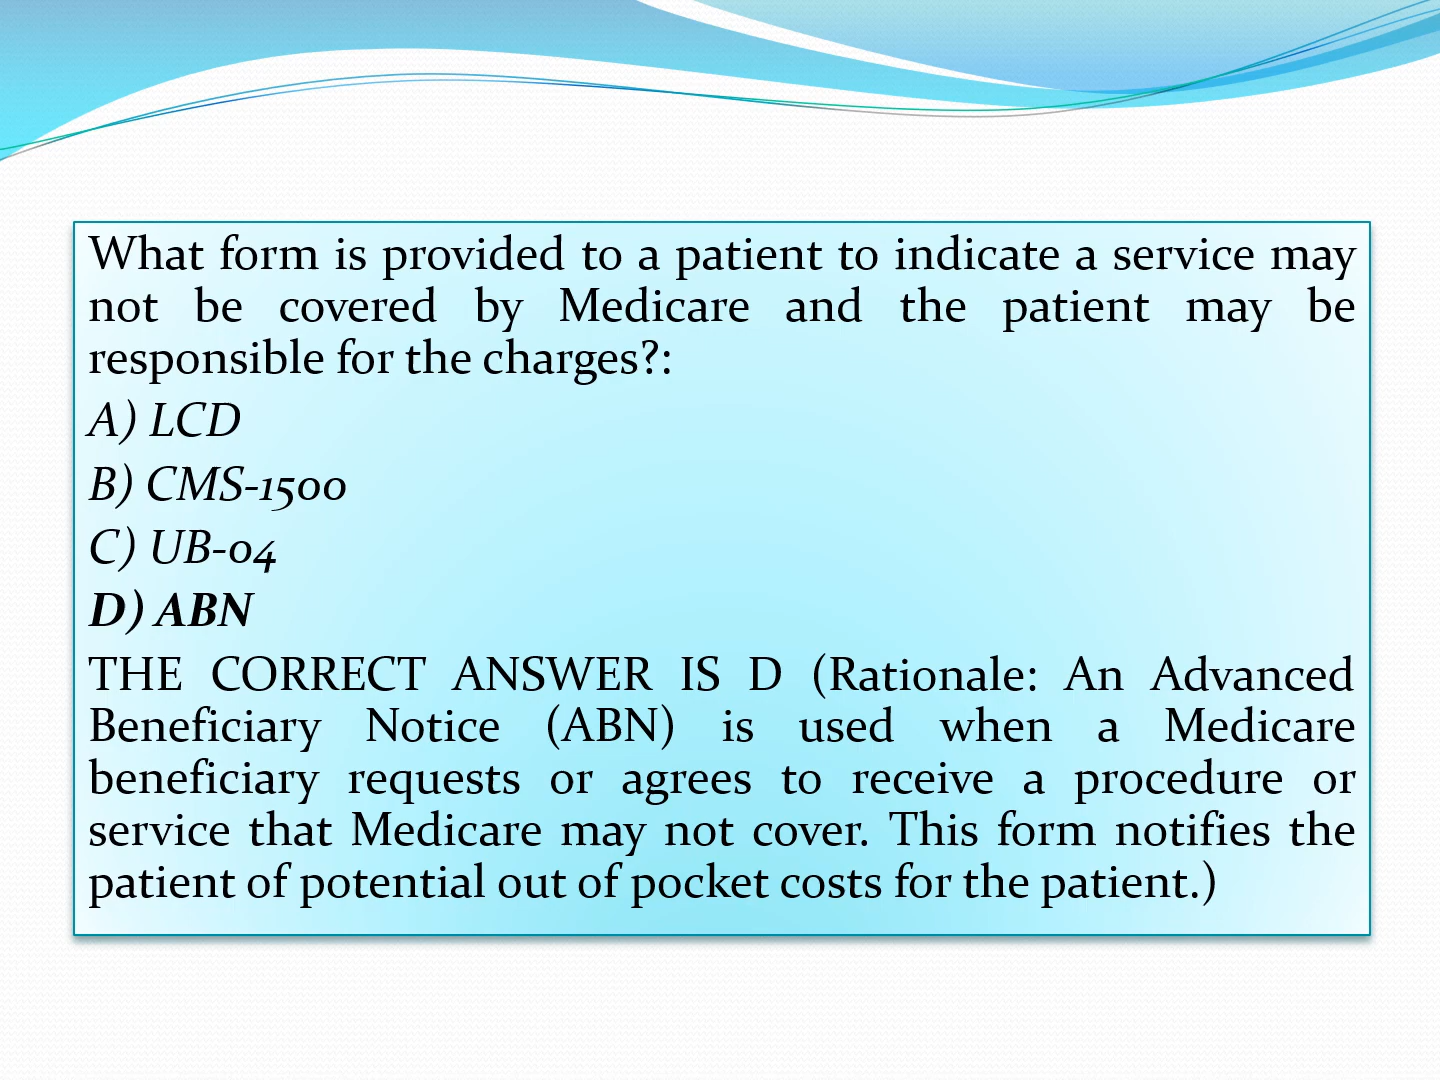 What form is provided to a patient to indicate a service may
not be covered by Medicare and the patient may be
responsible for the charges?:
A) LCD
B) CMS-1500
C) UB-04
D) ABN
THE CORRECT ANSWER IS D (Rationale: An Advanced
Beneficiary Notice (ABN) is used when a Medicare
beneficiary requests or agrees to receive a procedure or
service that Medicare may not cover. This form notifies the
patient of potential out of pocket costs for the patient.)